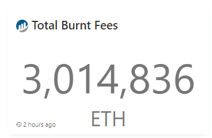 Total Burnt Fees
3,014,836
ETH
2 hours ago